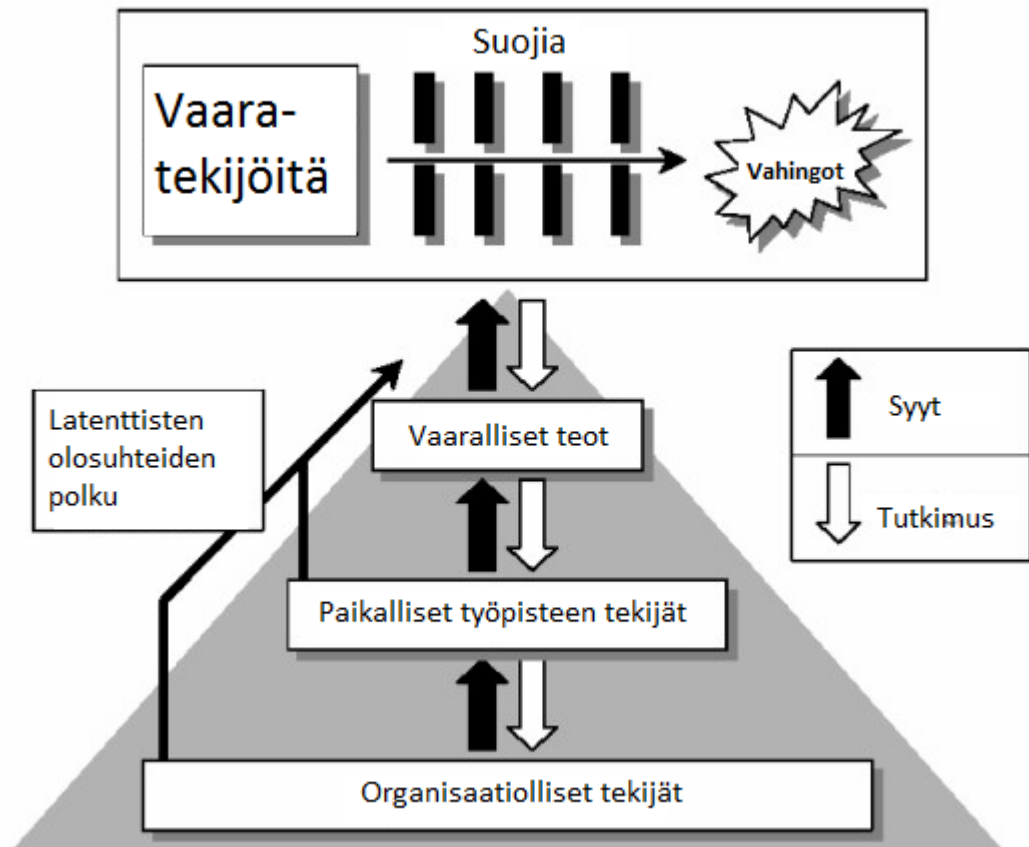 Suojia
Vaara-
tekijöitä
Vahingot
Latenttisten
olosuhteiden
polku
Vaaralliset teot
Syyt
Tutkimus
Paikalliset työpisteen tekijät
Organisaatiolliset tekijät